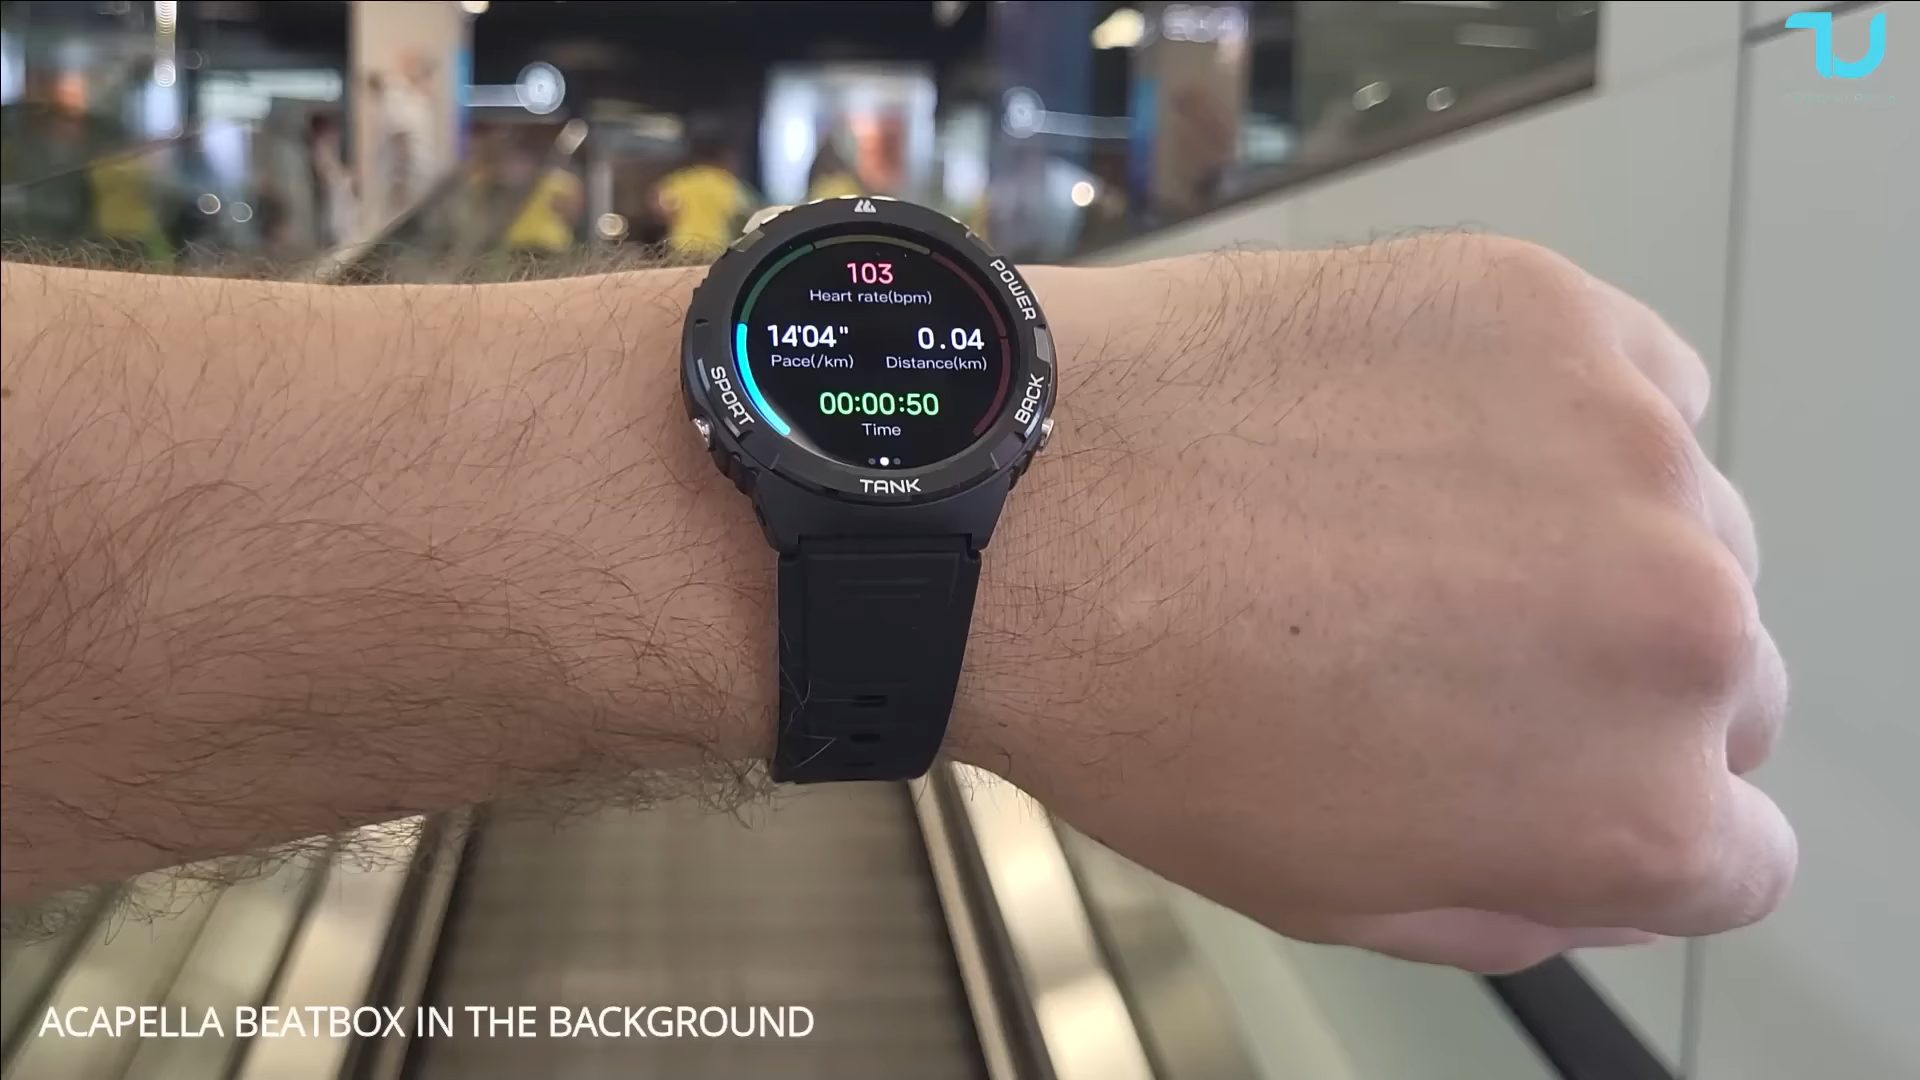 103
Heart rate(bpm)
14'04" 0.04
Pace(/km) Distance(km)
00:00:50
Time
POWER
BACK
SPORT
TANK
ACAPELLA BEATBOX IN THE BACKGROUND